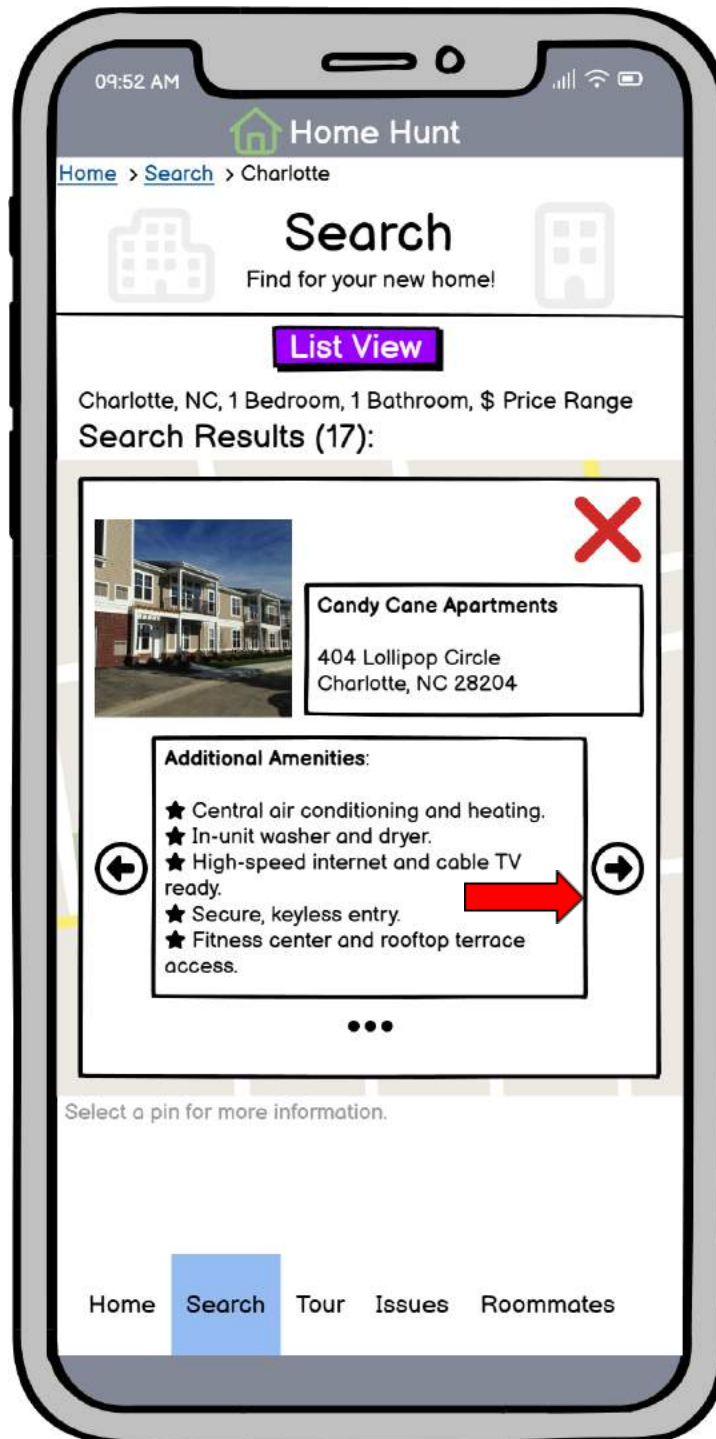 09:52 AM
Home Hunt
Home > Search > Charlotte
Search
Find for your new home!
List View
Charlotte, NC, 1 Bedroom, 1 Bathroom, $ Price Range
Search Results (17):
Candy Cane Apartments
404 Lollipop Circle
Charlotte, NC 28204
Additional Amenities:
★ Central air conditioning and heating.
★ In-unit washer and dryer.
★ High-speed internet and cable TV
ready.
★ Secure, keyless entry.
★ Fitness center and rooftop terrace
access.
Select a pin for more information.
Home Search Tour Issues Roommates